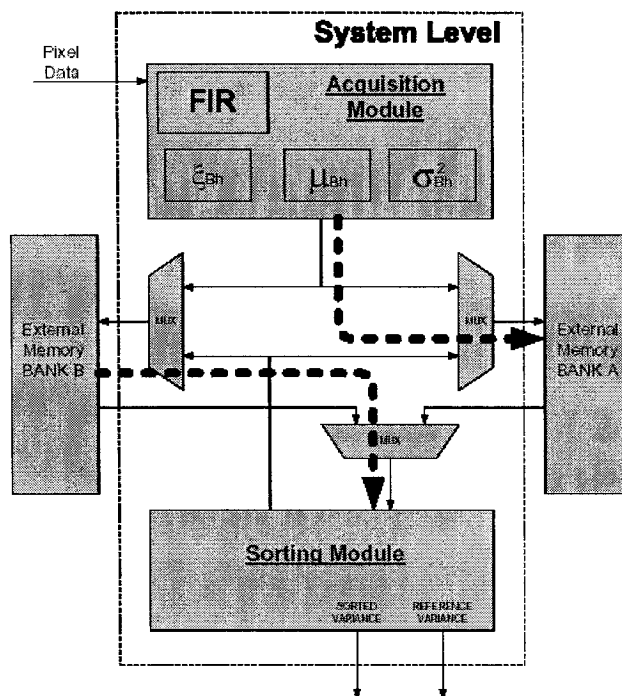 System Level
Pixel
Data
Acquisition
Module
FIR
ξBh
μBh
σ²Bh
External
Memory
BANK B
MUX
MUX
External
Memory
BANK A
MUX
Sorting Module
SORTED
VARIANCE
REFERENCE
VARIANCE